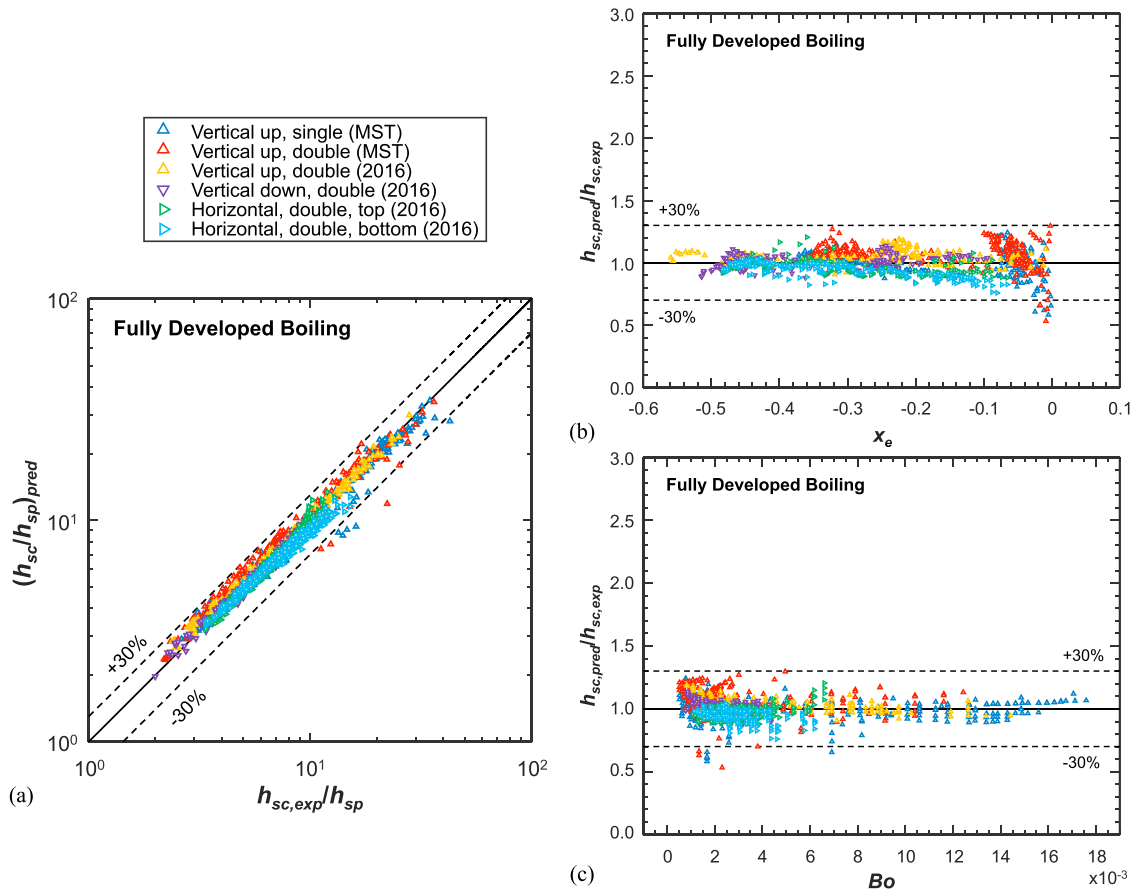 Vertical up, single (MST)
Vertical up, double (MST)
Vertical up, double (2016)
Vertical down, double (2016)
Horizontal, double, top (2016)
Horizontal, double, bottom (2016)
10²
Fully Developed Boiling
(h_sc/h_sp)_pred
10¹
+30%
-30%
10⁰
10⁰ 10¹ 10²
(a)
h_sc,exp/h_sp
3.0
Fully Developed Boiling
2.5
2.0
h_sc,pred/h_sc,exp
1.5
+30%
1.0
-30%
0.5
0.0
-0.6 -0.5 -0.4 -0.3 -0.2 -0.1 0 0.1
(b)
x_e
3.0
Fully Developed Boiling
2.5
2.0
h_sc,pred/h_sc,exp
1.5
+30%
1.0
-30%
0.5
0.0
0 2 4 6 8 10 12 14 16 18
x10⁻³
(c)
Bo